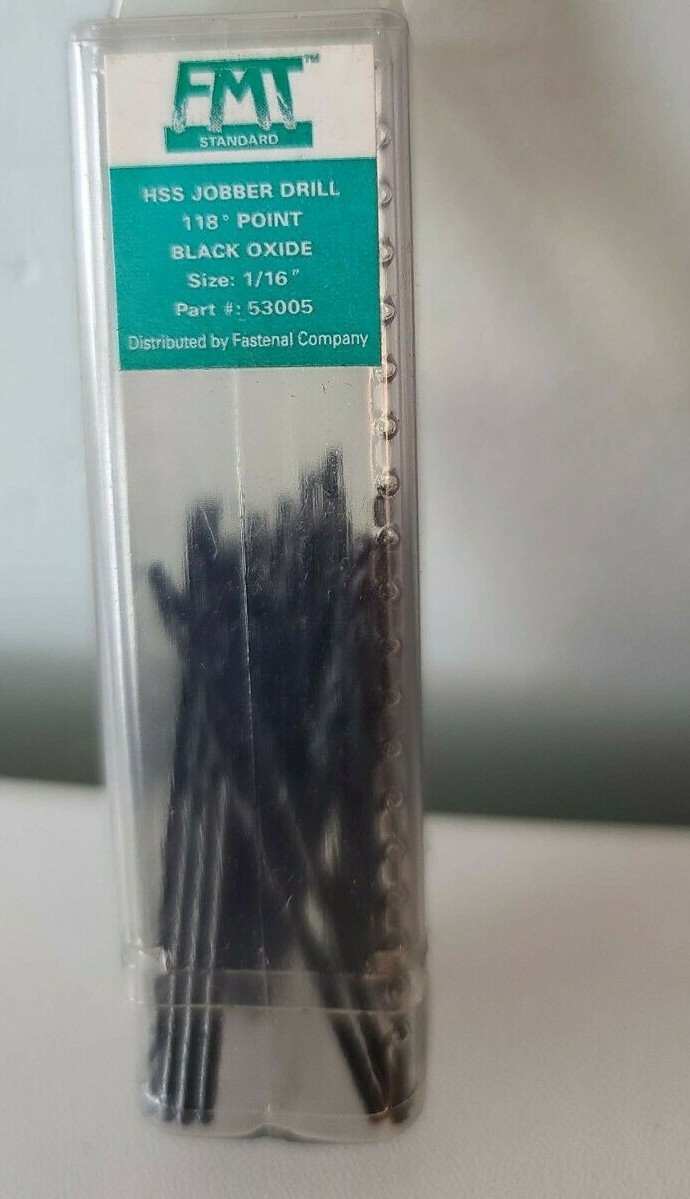 FMT™
STANDARD
HSS JOBBER DRILL
118° POINT
BLACK OXIDE
Size: 1/16"
Part #: 53005
Distributed by Fastenal Company